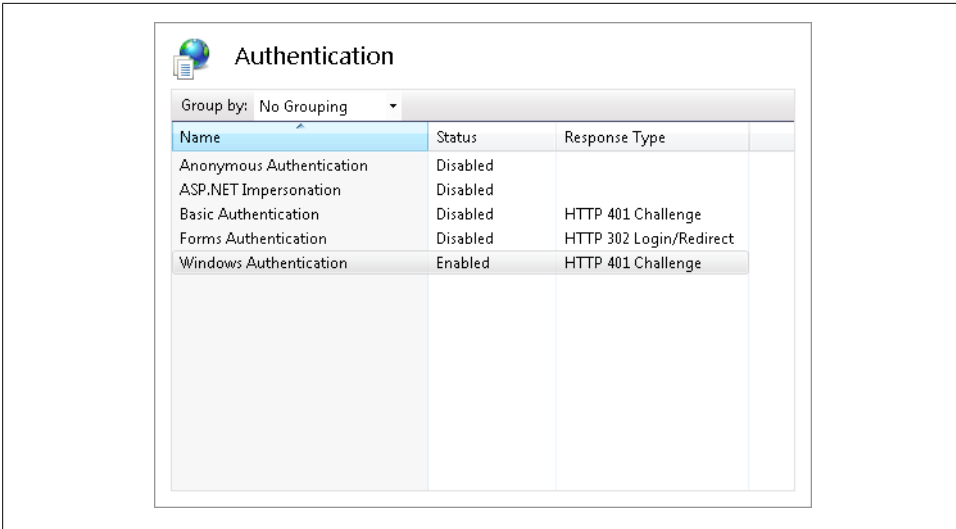 Authentication
Group by: No Grouping
Name Status Response Type
Anonymous Authentication Disabled
ASP.NET Impersonation Disabled
Basic Authentication Disabled HTTP 401 Challenge
Forms Authentication Disabled HTTP 302 Login/Redirect
Windows Authentication Enabled HTTP 401 Challenge